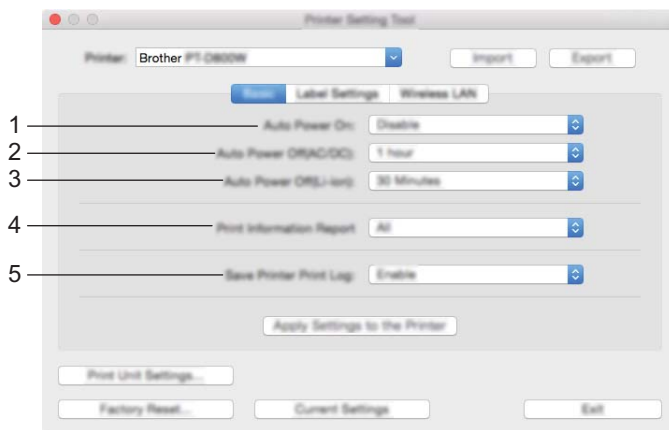 Printer Setting Tool
Printer: Brother PT-D800W Import Export
Basic Label Settings Wireless LAN
1 Auto Power On: Disable
2 Auto Power Off(AC/DC): 1 hour
3 Auto Power Off(Li-ion): 30 Minutes
4 Print Information Report All
5 Save Printer Print Log: Enable
Apply Settings to the Printer
Print Unit Settings...
Factory Reset... Current Settings Exit